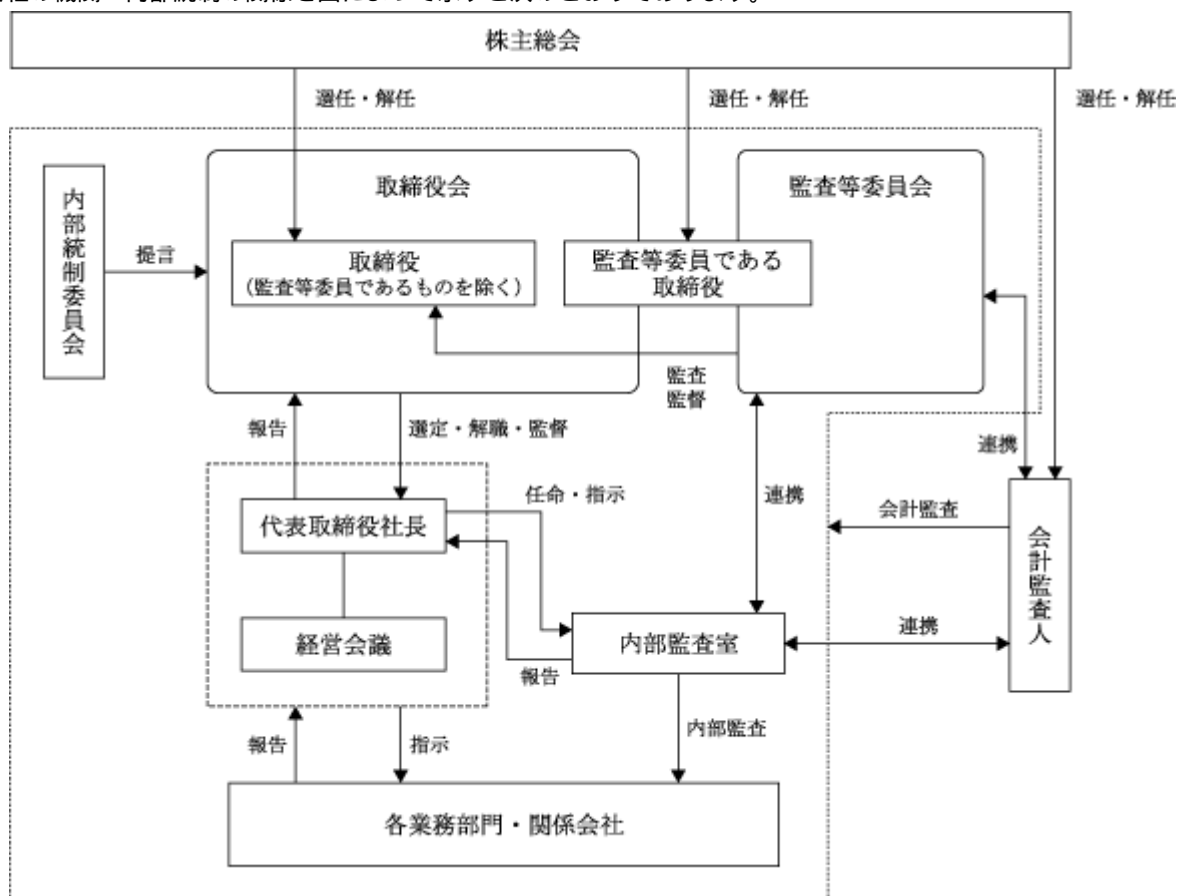 株主総会
選任・解任
選任・解任
選任・解任
取締役会
監査等委員会
内部統制委員会
提言
取締役
（監査等委員であるものを除く）
監査等委員である
取締役
監査
監督
報告
選定・解職・監督
連携
連携
代表取締役社長
任命・指示
会計監査
会計監査人
経営会議
内部監査室
連携
報告
報告
指示
内部監査
各業務部門・関係会社